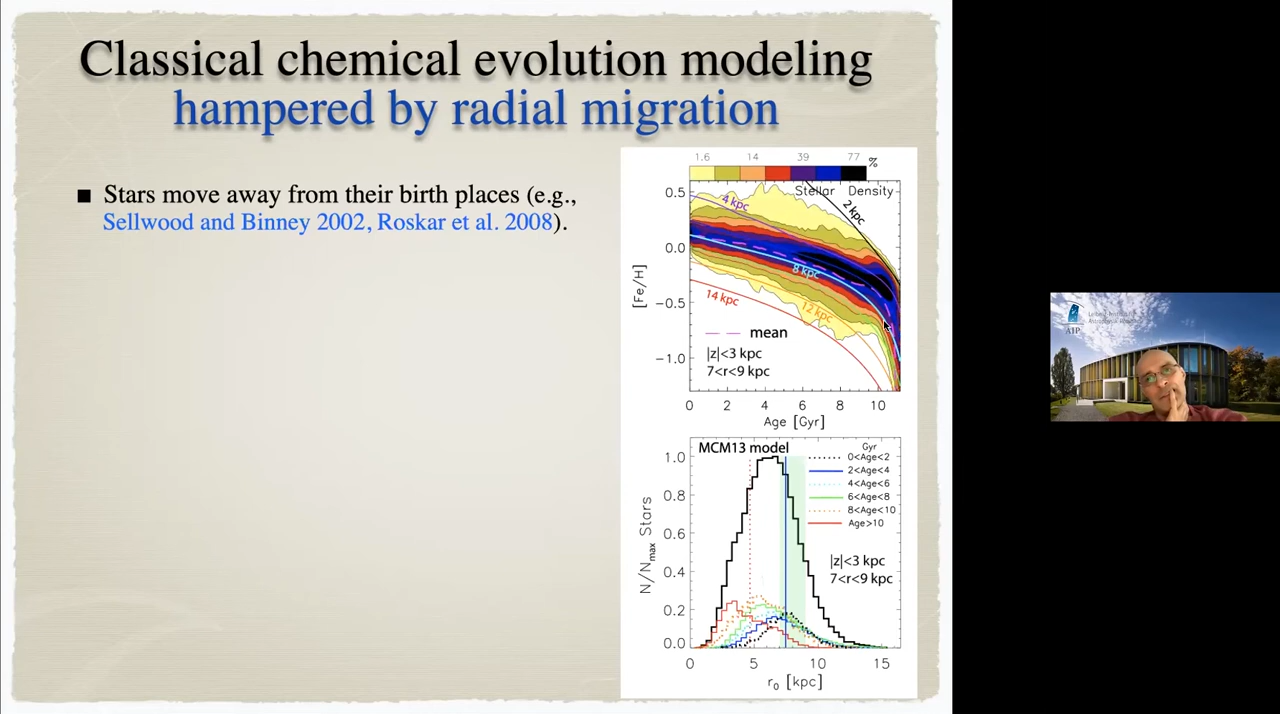 Classical chemical evolution modeling
hampered by radial migration
■ Stars move away from their birth places (e.g.,
Sellwood and Binney 2002, Roskar et al. 2008).
1.6 14 39 77 %
Stellar Density
4 kpc
2 kpc
8 kpc
14 kpc
12 kpc
mean
|z|<3 kpc
7<r<9 kpc
[Fe/H]
0.5
0.0
−0.5
−1.0
0 2 4 6 8 10
Age [Gyr]
MCM13 model
Gyr
0<Age<2
2<Age<4
4<Age<6
6<Age<8
8<Age<10
Age>10
|z|<3 kpc
7<r<9 kpc
N/Nmax Stars
1.0
0.8
0.6
0.4
0.2
0.0
0 5 10 15
r0 [kpc]
AIP